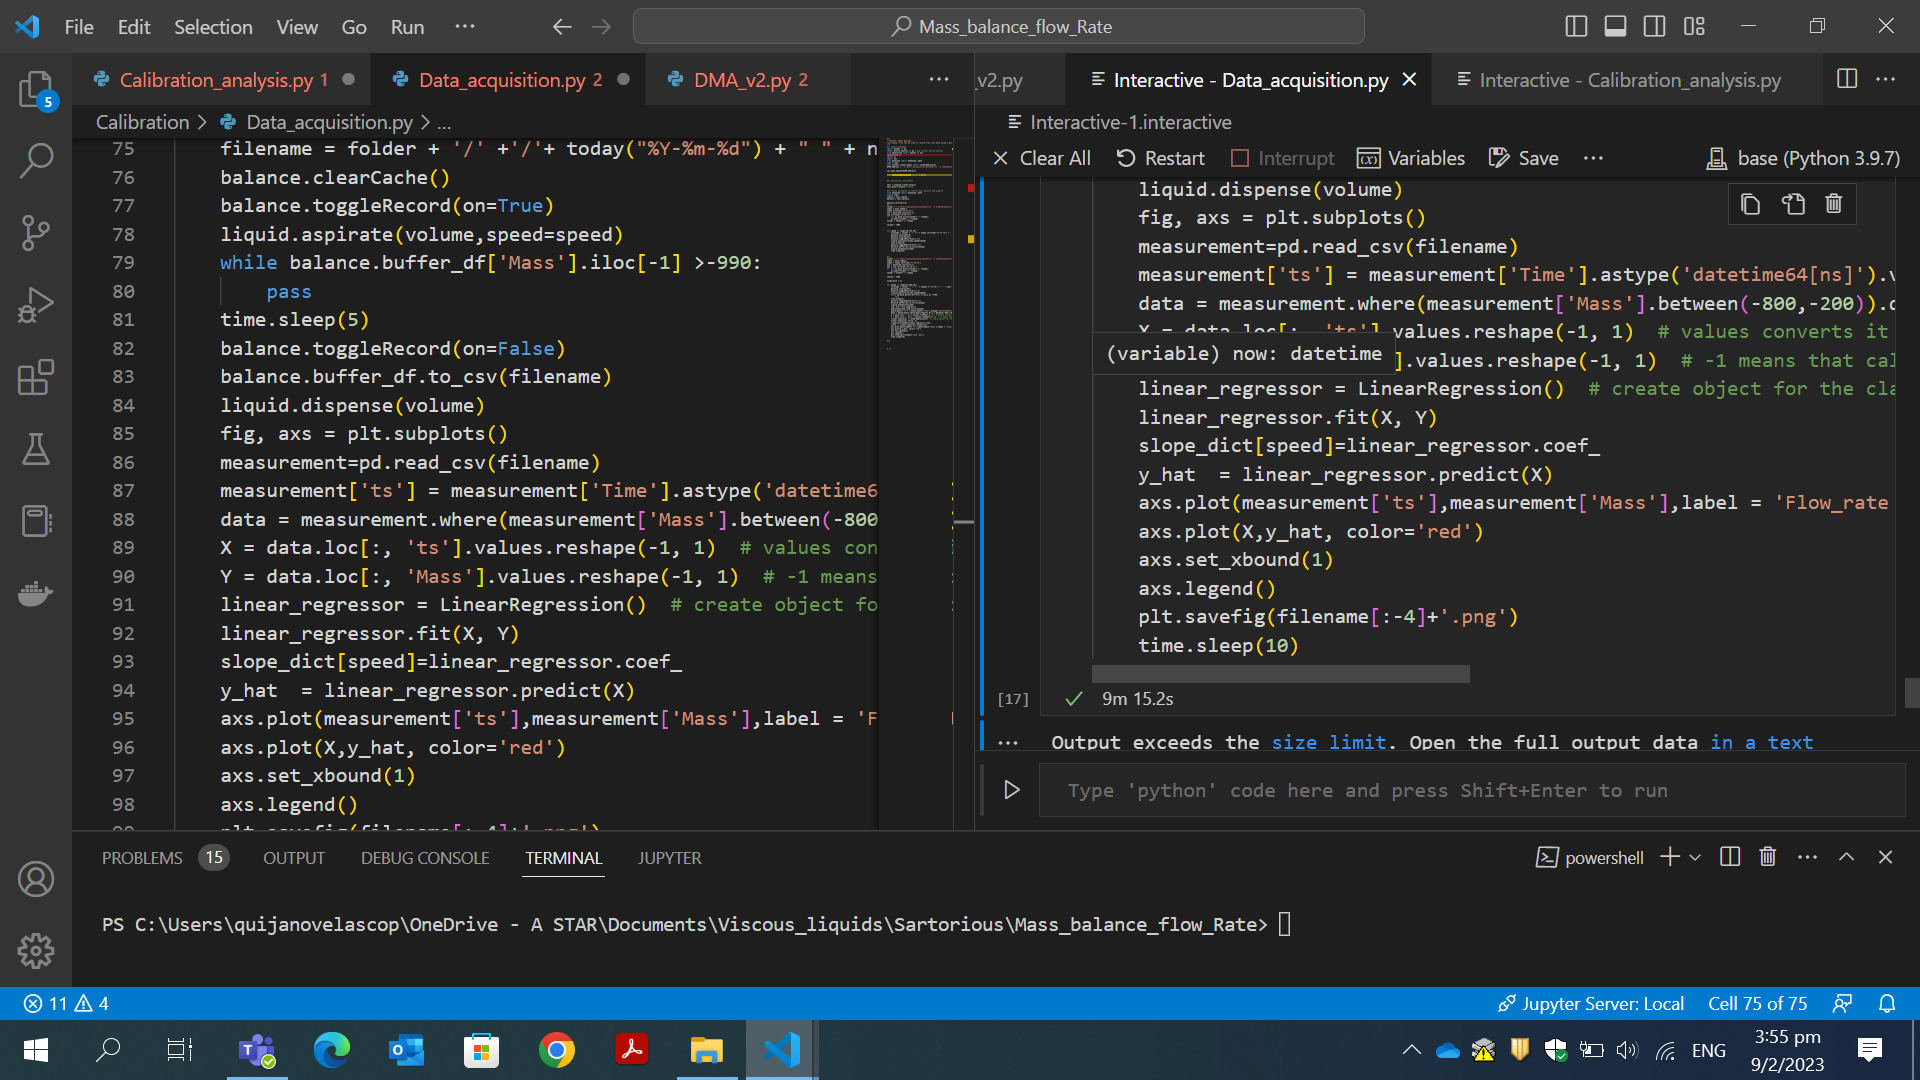 File Edit Selection View Go Run ···
Mass_balance_flow_Rate
Calibration_analysis.py 1
Data_acquisition.py 2
DMA_v2.py 2
_v2.py
Interactive - Data_acquisition.py
Interactive - Calibration_analysis.py
5
Calibration > Data_acquisition.py > ...
75 filename = folder + '/' +'/'+ today("%Y-%m-%d") + " " + n
76 balance.clearCache()
77 balance.toggleRecord(on=True)
78 liquid.aspirate(volume,speed=speed)
79 while balance.buffer_df['Mass'].iloc[-1] >-990:
80 pass
81 time.sleep(5)
82 balance.toggleRecord(on=False)
83 balance.buffer_df.to_csv(filename)
84 liquid.dispense(volume)
85 fig, axs = plt.subplots()
86 measurement=pd.read_csv(filename)
87 measurement['ts'] = measurement['Time'].astype('datetime6
88 data = measurement.where(measurement['Mass'].between(-800
89 X = data.loc[:, 'ts'].values.reshape(-1, 1)  # values con
90 Y = data.loc[:, 'Mass'].values.reshape(-1, 1)  # -1 means
91 linear_regressor = LinearRegression()  # create object fo
92 linear_regressor.fit(X, Y)
93 slope_dict[speed]=linear_regressor.coef_
94 y_hat  = linear_regressor.predict(X)
95 axs.plot(measurement['ts'],measurement['Mass'],label = 'F
96 axs.plot(X,y_hat, color='red')
97 axs.set_xbound(1)
98 axs.legend()
Interactive-1.interactive
Clear All Restart Interrupt Variables Save ··· base (Python 3.9.7)
liquid.dispense(volume)
fig, axs = plt.subplots()
measurement=pd.read_csv(filename)
measurement['ts'] = measurement['Time'].astype('datetime64[ns]').v
data = measurement.where(measurement['Mass'].between(-800,-200)).d
X = data.loc[:, 'ts'].values.reshape(-1, 1)  # values converts it
(variable) now: datetime
].values.reshape(-1, 1)  # -1 means that cal
linear_regressor = LinearRegression()  # create object for the cla
linear_regressor.fit(X, Y)
slope_dict[speed]=linear_regressor.coef_
y_hat  = linear_regressor.predict(X)
axs.plot(measurement['ts'],measurement['Mass'],label = 'Flow_rate
axs.plot(X,y_hat, color='red')
axs.set_xbound(1)
axs.legend()
plt.savefig(filename[:-4]+'.png')
time.sleep(10)
[17] 9m 15.2s
··· Output exceeds the size limit. Open the full output data in a text
Type 'python' code here and press Shift+Enter to run
PROBLEMS 15 OUTPUT DEBUG CONSOLE TERMINAL JUPYTER
powershell
PS C:\Users\quijanovelascop\OneDrive - A STAR\Documents\Viscous_liquids\Sartorious\Mass_balance_flow_Rate>
11 4
Jupyter Server: Local Cell 75 of 75
ENG
3:55 pm
9/2/2023